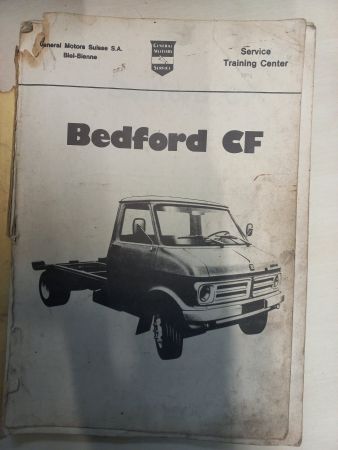 General Motors Suisse S.A.
Biel-Bienne
GENERAL
MOTORS
SERVICE
Service
Training Center
Bedford CF